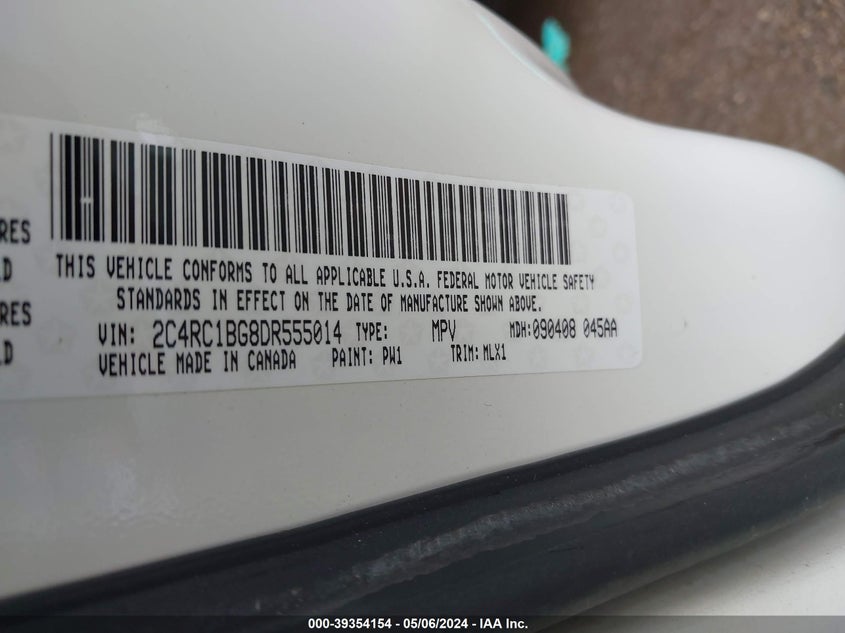 RES
D
RES
D
THIS VEHICLE CONFORMS TO ALL APPLICABLE U.S.A. FEDERAL MOTOR VEHICLE SAFETY
STANDARDS IN EFFECT ON THE DATE OF MANUFACTURE SHOWN ABOVE.
VIN: 2C4RC1BG8DR555014 TYPE: MPV MDH:090408 045AA
VEHICLE MADE IN CANADA PAINT: PW1 TRIM: MLX1
000-39354154 - 05/06/2024 - IAA Inc.